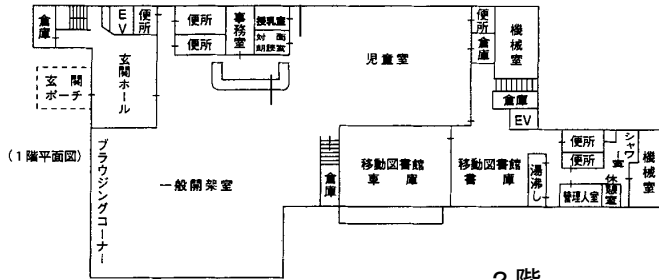 倉庫
EV
便所
便所
便所
事務室
授乳室
対面朗読室
児童室
便所
倉庫
機械室
倉庫
EV
玄関ポーチ
玄関ホール
(1階平面図)
ブラウジングコーナー
一般開架室
倉庫
移動図書館車庫
移動図書館書庫
湯沸し
便所
便所
シャワー室
管理人室
休憩室
機械室
2階